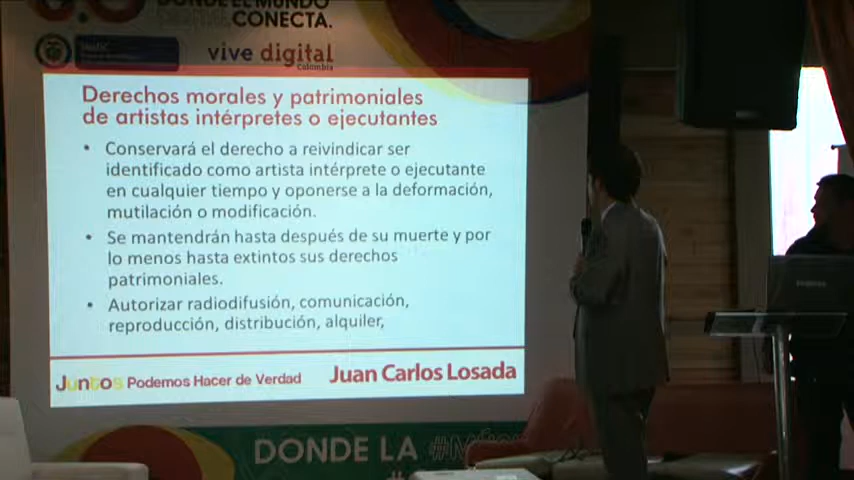 DONDE EL MUNDO
CONECTA.
vive digital
Colombia
Derechos morales y patrimoniales
de artistas intérpretes o ejecutantes
• Conservará el derecho a reivindicar ser
identificado como artista intérprete o ejecutante
en cualquier tiempo y oponerse a la deformación,
mutilación o modificación.
• Se mantendrán hasta después de su muerte y por
lo menos hasta extintos sus derechos
patrimoniales.
• Autorizar radiodifusión, comunicación,
reproducción, distribución, alquiler,
Juntos Podemos Hacer de Verdad
Juan Carlos Losada
DONDE LA